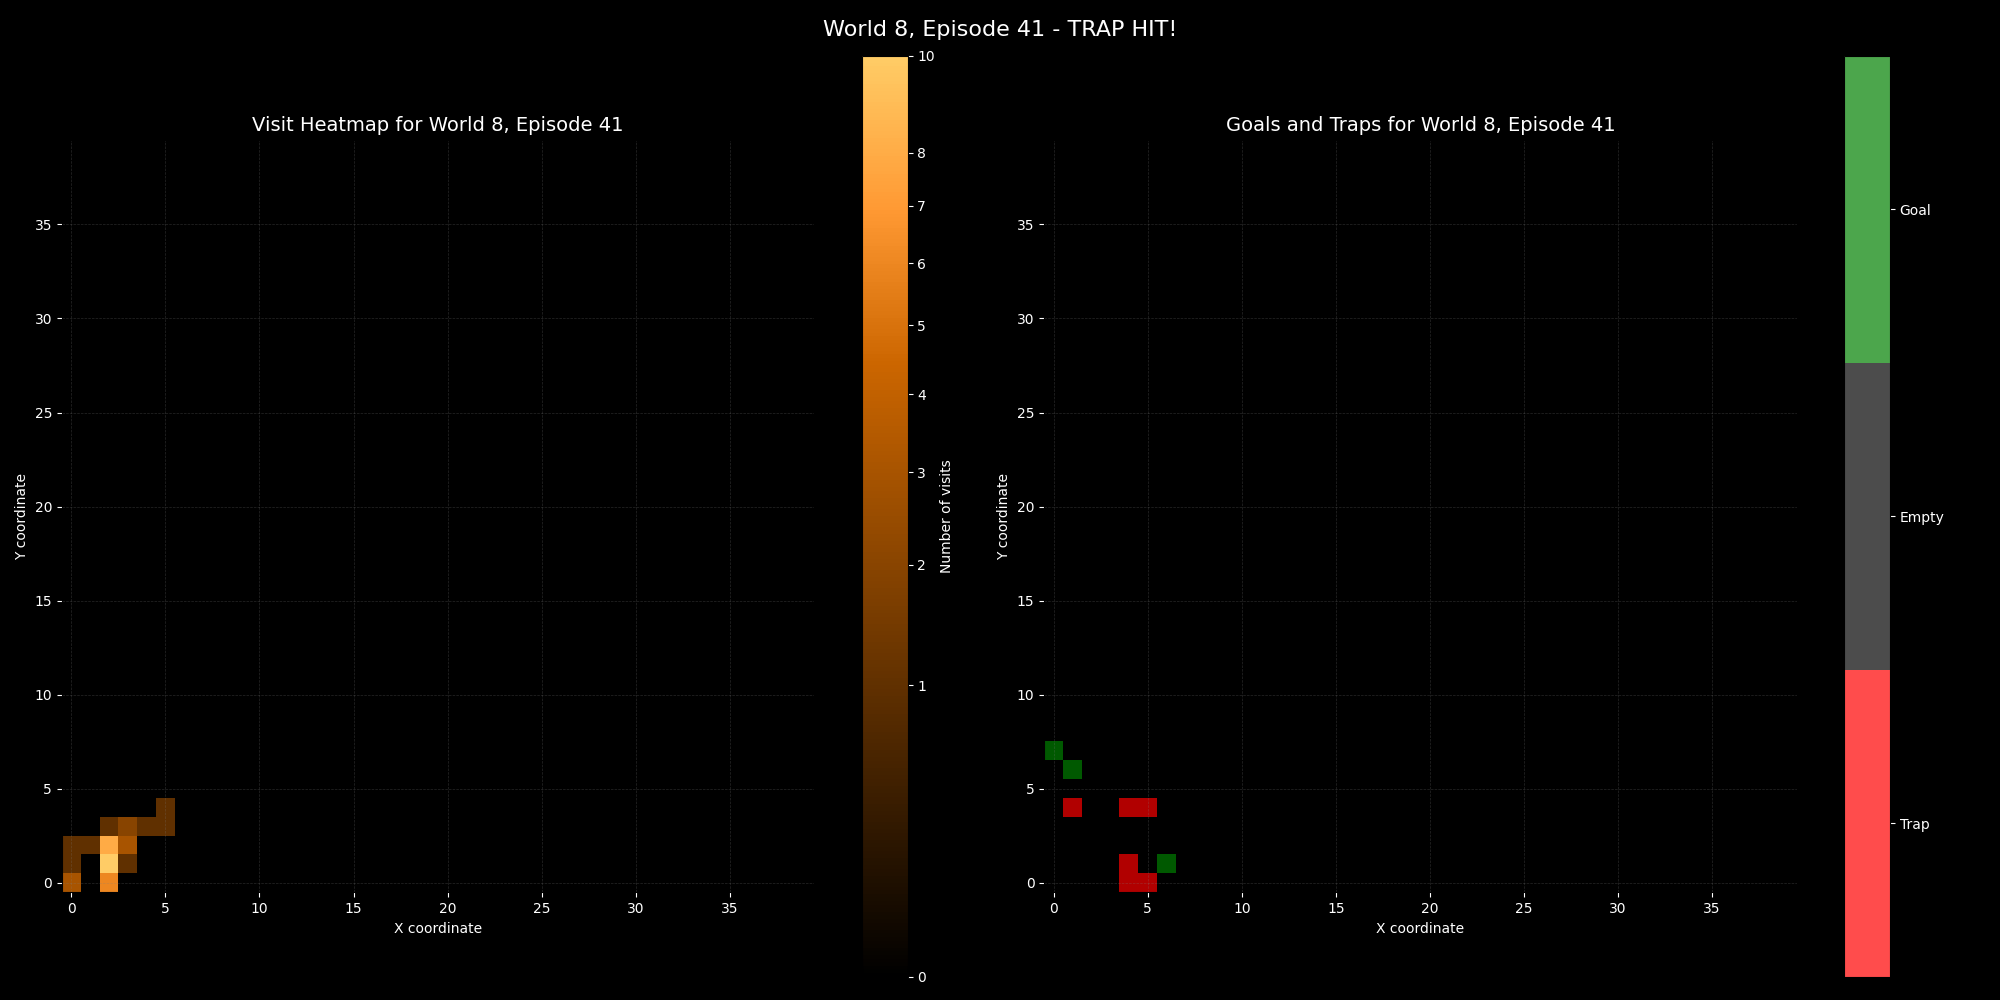 World 8, Episode 41 - TRAP HIT!
Visit Heatmap for World 8, Episode 41
35
30
25
20
15
10
5
0
Y coordinate
0 5 10 15 20 25 30 35
X coordinate
10
8
7
6
5
4
3
2
1
0
Number of visits
Goals and Traps for World 8, Episode 41
35
30
25
20
15
10
5
0
Y coordinate
0 5 10 15 20 25 30 35
X coordinate
Goal
Empty
Trap